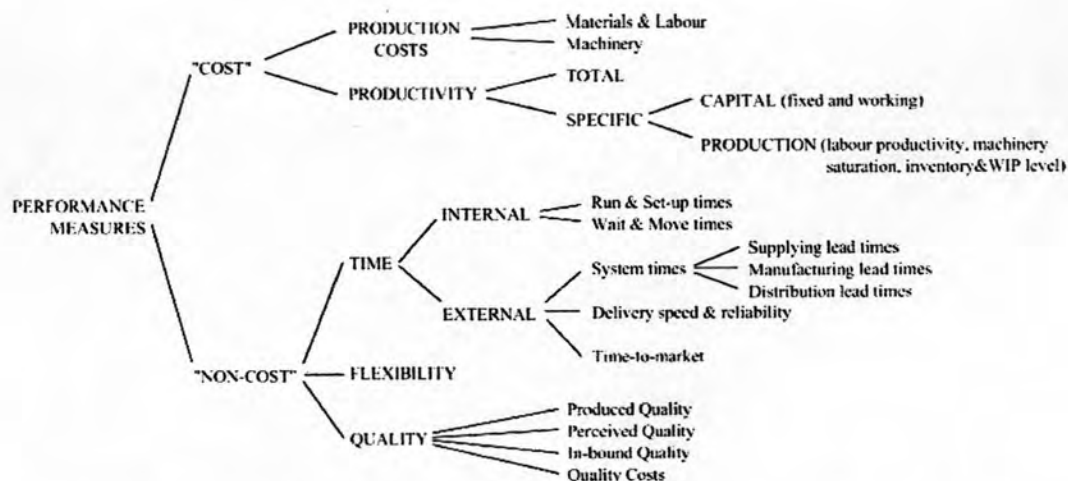 PERFORMANCE
MEASURES
"COST"
PRODUCTION
COSTS
Materials & Labour
Machinery
PRODUCTIVITY
TOTAL
SPECIFIC
CAPITAL (fixed and working)
PRODUCTION (labour productivity, machinery
saturation, inventory&WIP level)
"NON-COST"
TIME
INTERNAL
Run & Set-up times
Wait & Move times
EXTERNAL
System times
Supplying lead times
Manufacturing lead times
Distribution lead times
Delivery speed & reliability
Time-to-market
FLEXIBILITY
QUALITY
Produced Quality
Perceived Quality
In-bound Quality
Quality Costs